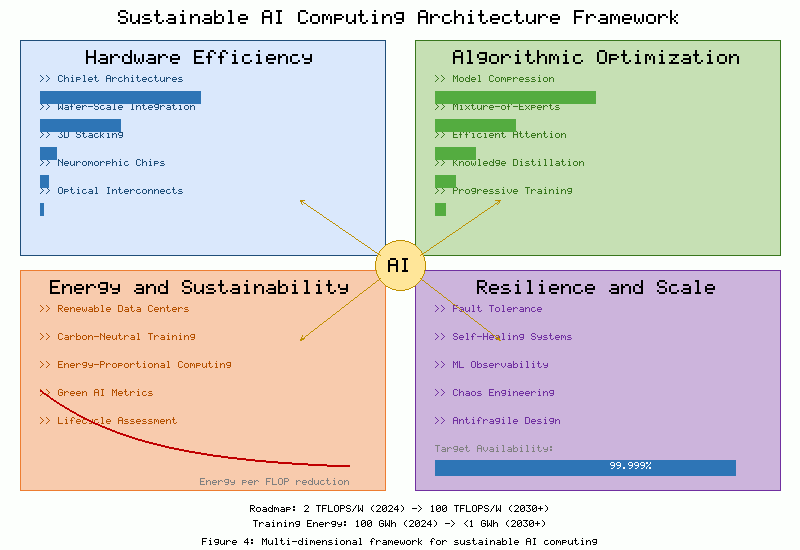 Sustainable AI Computing Architecture Framework
Hardware Efficiency
>> Chiplet Architectures
>> Wafer-Scale Integration
>> 3D Stacking
>> Neuromorphic Chips
>> Optical Interconnects
Algorithmic Optimization
>> Model Compression
>> Mixture-of-Experts
>> Efficient Attention
>> Knowledge Distillation
>> Progressive Training
AI
Energy and Sustainability
>> Renewable Data Centers
>> Carbon-Neutral Training
>> Energy-Proportional Computing
>> Green AI Metrics
>> Lifecycle Assessment
Energy per FLOP reduction
Resilience and Scale
>> Fault Tolerance
>> Self-Healing Systems
>> ML Observability
>> Chaos Engineering
>> Antifragile Design
Target Availability:
99.999%
Roadmap: 2 TFLOPS/W (2024) -> 100 TFLOPS/W (2030+)
Training Energy: 100 GWh (2024) -> <1 GWh (2030+)
Figure 4: Multi-dimensional framework for sustainable AI computing